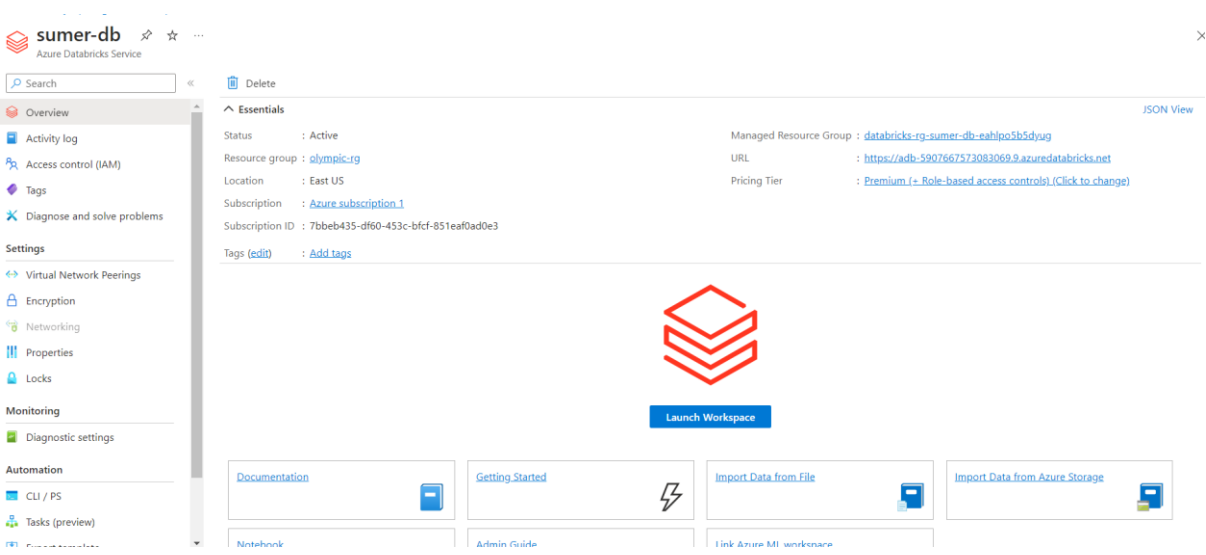 sumer-db
Azure Databricks Service
Search
Overview
Activity log
Access control (IAM)
Tags
Diagnose and solve problems
Settings
Virtual Network Peerings
Encryption
Networking
Properties
Locks
Monitoring
Diagnostic settings
Automation
CLI / PS
Tasks (preview)
Export template
Delete
Essentials
JSON View
Status : Active
Resource group : olympic-rg
Location : East US
Subscription : Azure subscription 1
Subscription ID : 7bbeb435-df60-453c-bfcf-851eaf0ad0e3
Tags (edit) : Add tags
Managed Resource Group : databricks-rg-sumer-db-eahlpo5b5dyug
URL : https://adb-5907667573083069.9.azuredatabricks.net
Pricing Tier : Premium (+ Role-based access controls) (Click to change)
Launch Workspace
Documentation
Getting Started
Import Data from File
Import Data from Azure Storage
Notebook
Admin Guide
Link Azure ML workspace